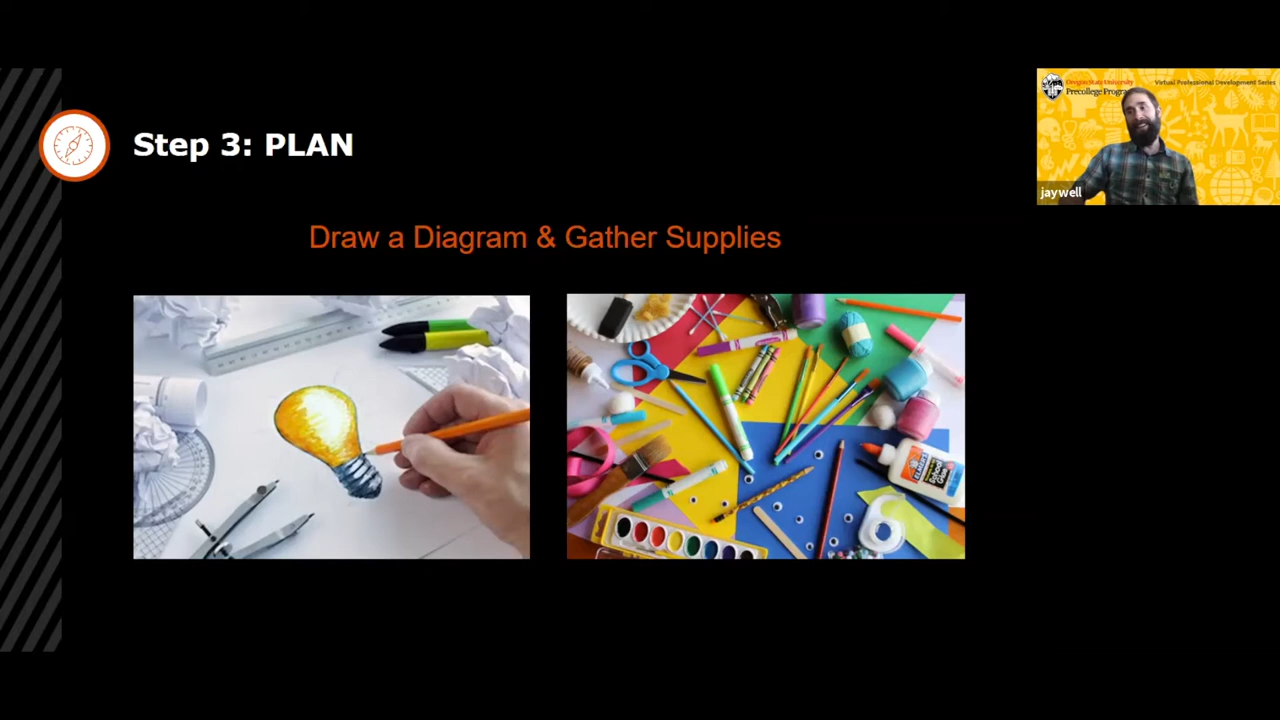 Step 3: PLAN
Draw a Diagram & Gather Supplies
Oregon State University
Precollege Progra
Virtual Professional Development Series
jaywell
ELMER'S
School
Glue